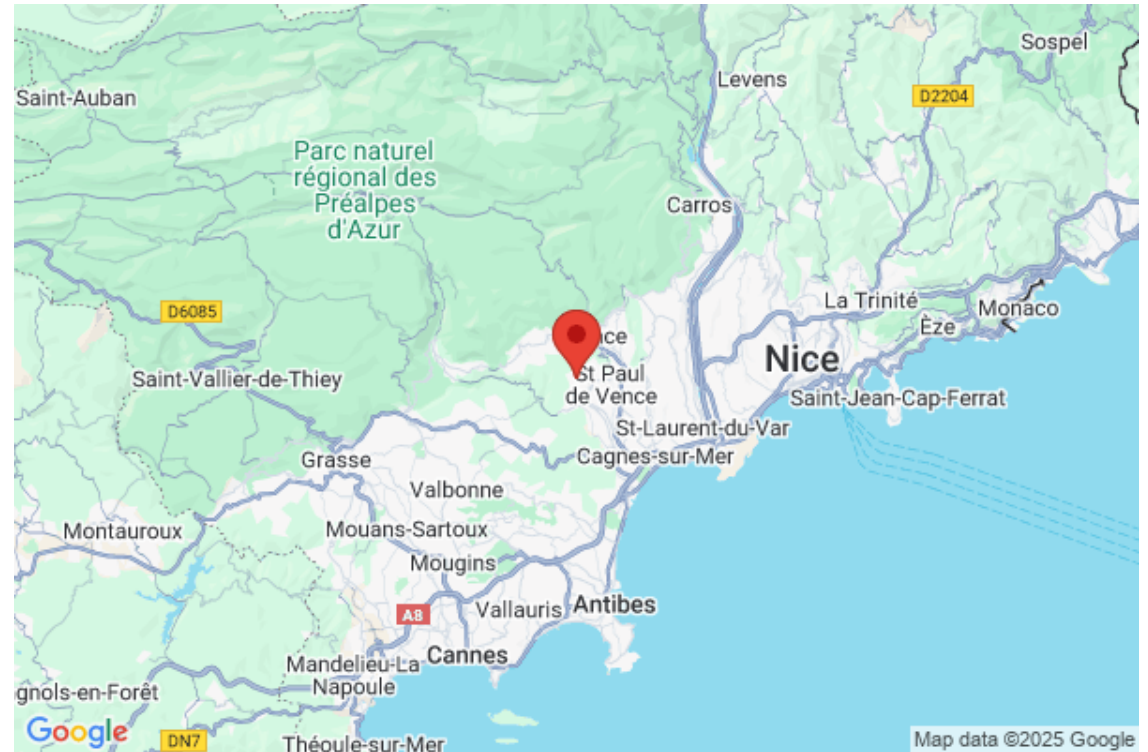 Sospel
Levens
D2204
Saint-Auban
Parc naturel
régional des
Préalpes
d'Azur
Carros
La Trinité
Monaco
Èze
D6085
Nice
St Paul
de Vence
Saint-Vallier-de-Thiey
Saint-Jean-Cap-Ferrat
St-Laurent-du-Var
Cagnes-sur-Mer
Grasse
Valbonne
Montauroux
Mouans-Sartoux
Mougins
A8
Vallauris
Antibes
Cannes
Mandelieu-La
Napoule
gnols-en-Forêt
Google
DN7
Théoule-sur-Mer
Map data ©2025 Google